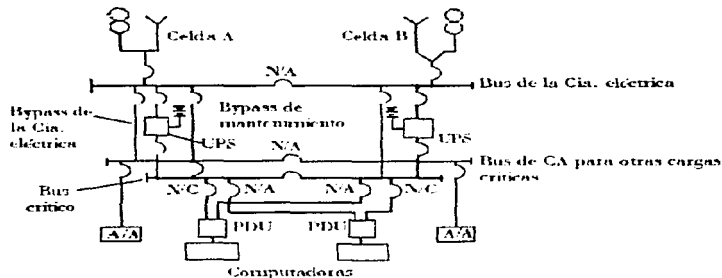 Celda A
Celda B
N/A
Bus de la Cia. eléctrica
Bypass de
la Cia.
eléctrica
Bypass de
mantenimiento
UPS
UPS
N/A
Bus de CA para otras cargas
críticas
Bus
crítico
N/C
N/A
N/A
N/C
A/A
PDU
PDU
A/A
Computadoras